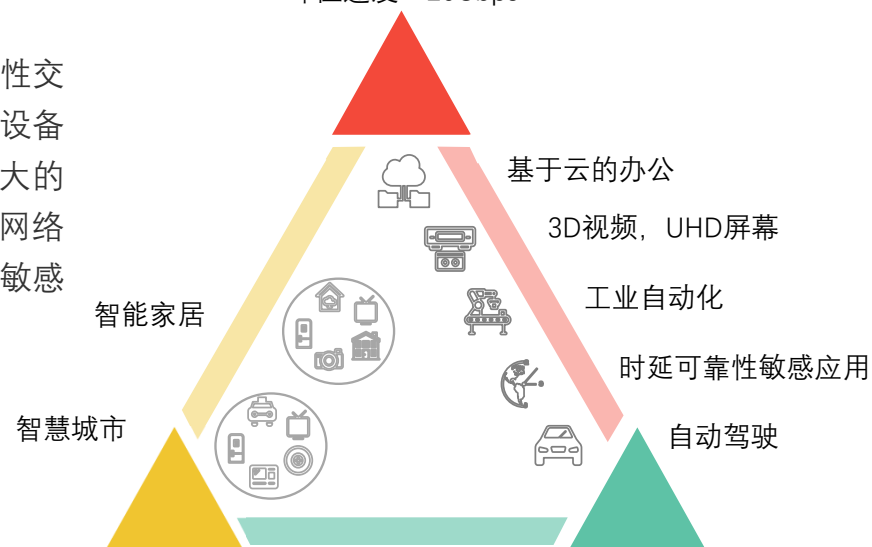 性交
设备
大的
网络
敏感
基于云的办公
3D视频，UHD屏幕
工业自动化
时延可靠性敏感应用
自动驾驶
智能家居
智慧城市